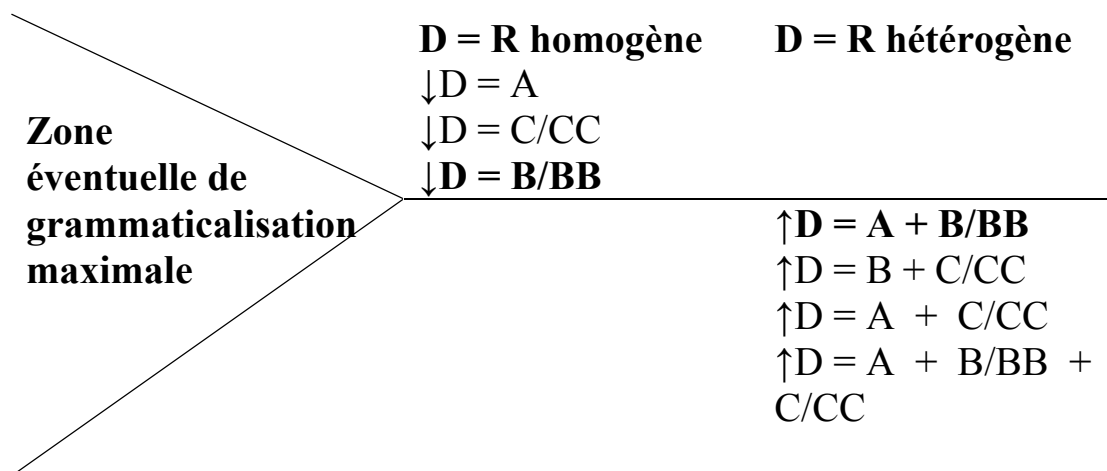 D = R homogène
D = R hétérogène
↓D = A
↓D = C/CC
↓D = B/BB
Zone
éventuelle de
grammaticalisation
maximale
↑D = A + B/BB
↑D = B + C/CC
↑D = A + C/CC
↑D = A + B/BB +
C/CC